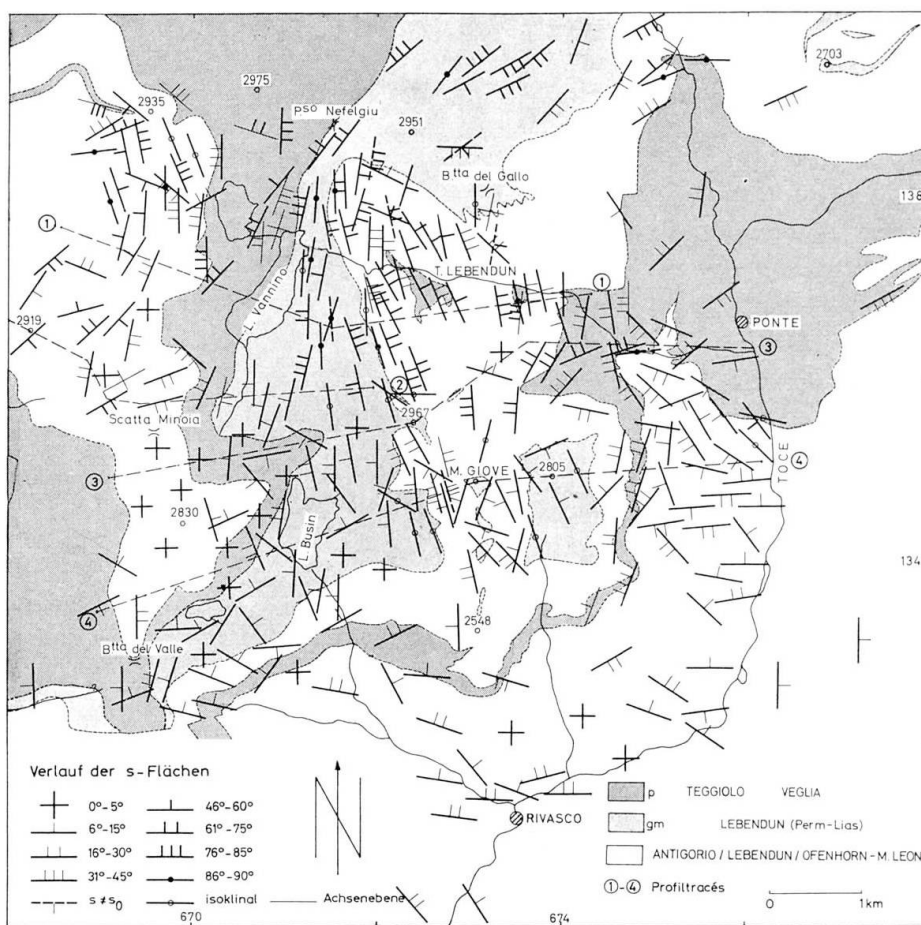 2703
2975
2935
Pso Nefelgiu
2951
Btta del Gallo
138
①
T. LEBENDUN
L. Vannino
①
PONTE
2919
③
②
Scatta Minoia
2967
TOCE
M. GIOVE
2805
④
③
2830
L. Busin
134
④
2548
Btta del Valle
Verlauf der s-Flächen
0°-5° 46°-60°
6°-15° 61°-75°
16°-30° 76°-85°
31°-45° 86°-90°
s ≠ s₀ isoklinal Achsenebene
N
RIVASCO
p TEGGIOLO VEGLIA
gm LEBENDUN (Perm-Lias)
ANTIGORIO / LEBENDUN / OFENHORN-M. LEON
①-④ Profiltracés
0 1km
670 674